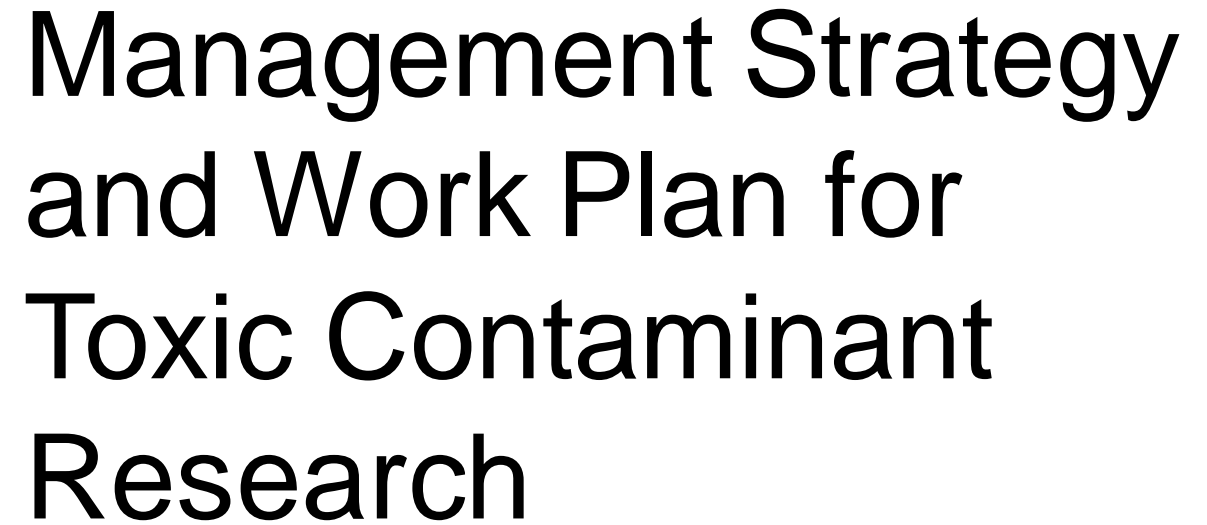 Management Strategy
and Work Plan for
Toxic Contaminant
Research